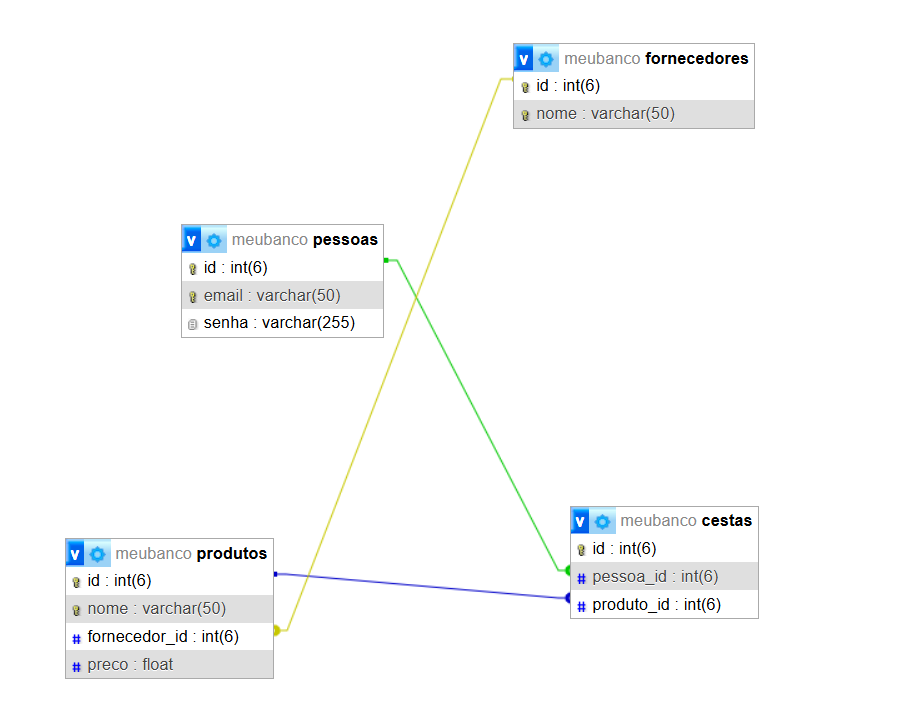 v meubanco fornecedores
id : int(6)
nome : varchar(50)
v meubanco pessoas
id : int(6)
email : varchar(50)
senha : varchar(255)
v meubanco produtos
id : int(6)
nome : varchar(50)
# fornecedor_id : int(6)
# preco : float
v meubanco cestas
id : int(6)
# pessoa_id : int(6)
# produto_id : int(6)